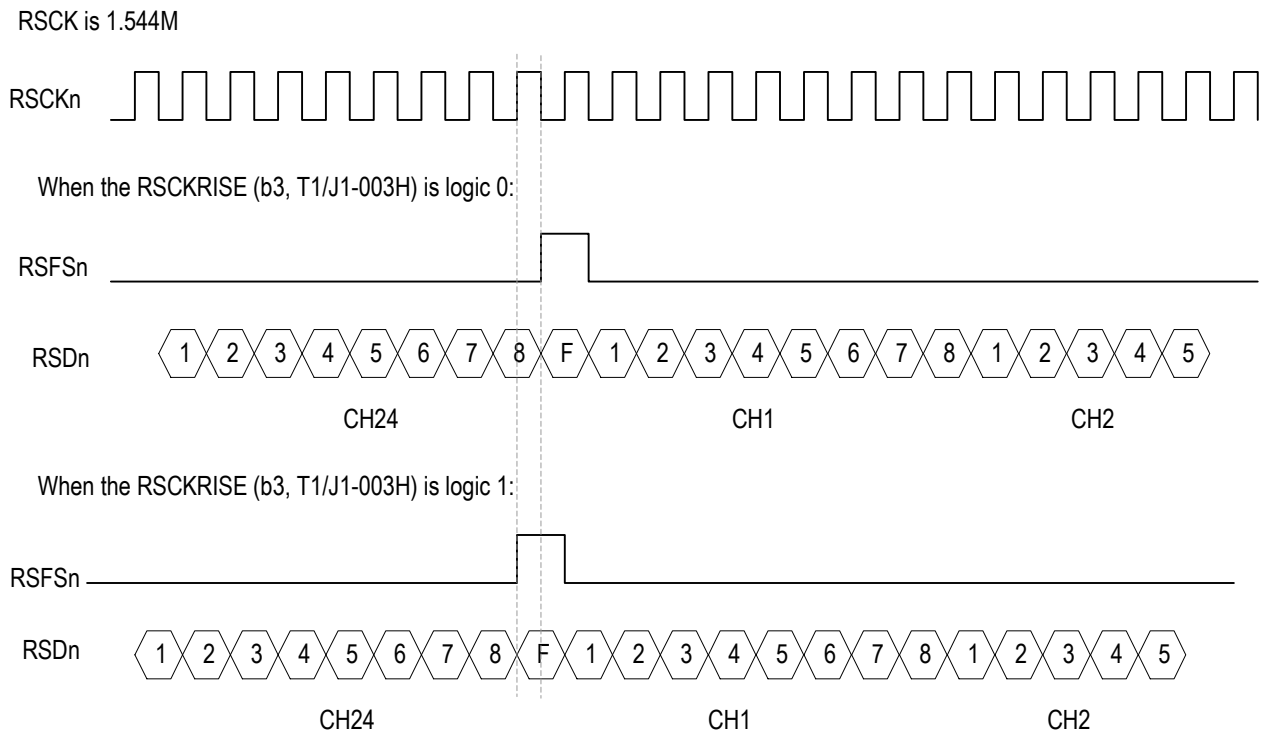 RSCK is 1.544M
RSCKn
When the RSCKRISE (b3, T1/J1-003H) is logic 0:
RSFSn
RSDn 1 2 3 4 5 6 7 8 F 1 2 3 4 5 6 7 8 1 2 3 4 5
CH24 CH1 CH2
When the RSCKRISE (b3, T1/J1-003H) is logic 1:
RSFSn
RSDn 1 2 3 4 5 6 7 8 F 1 2 3 4 5 6 7 8 1 2 3 4 5
CH24 CH1 CH2